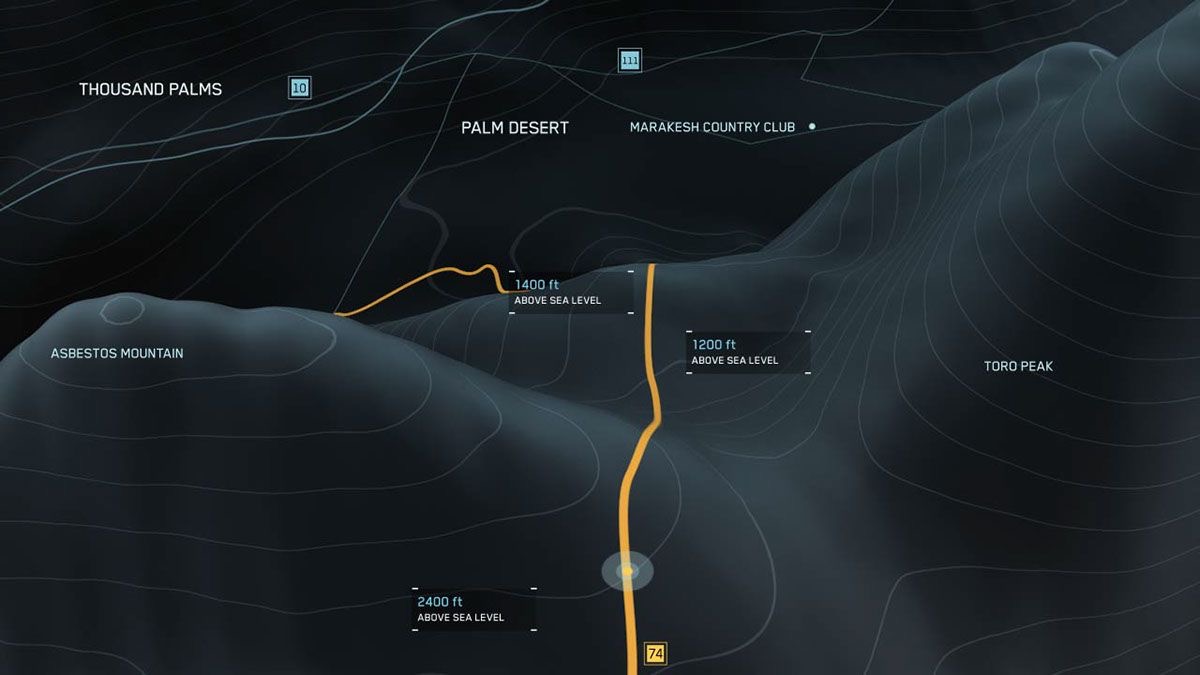 111
THOUSAND PALMS
10
PALM DESERT
MARAKESH COUNTRY CLUB
1400 ft
ABOVE SEA LEVEL
1200 ft
ABOVE SEA LEVEL
ASBESTOS MOUNTAIN
TORO PEAK
2400 ft
ABOVE SEA LEVEL
74